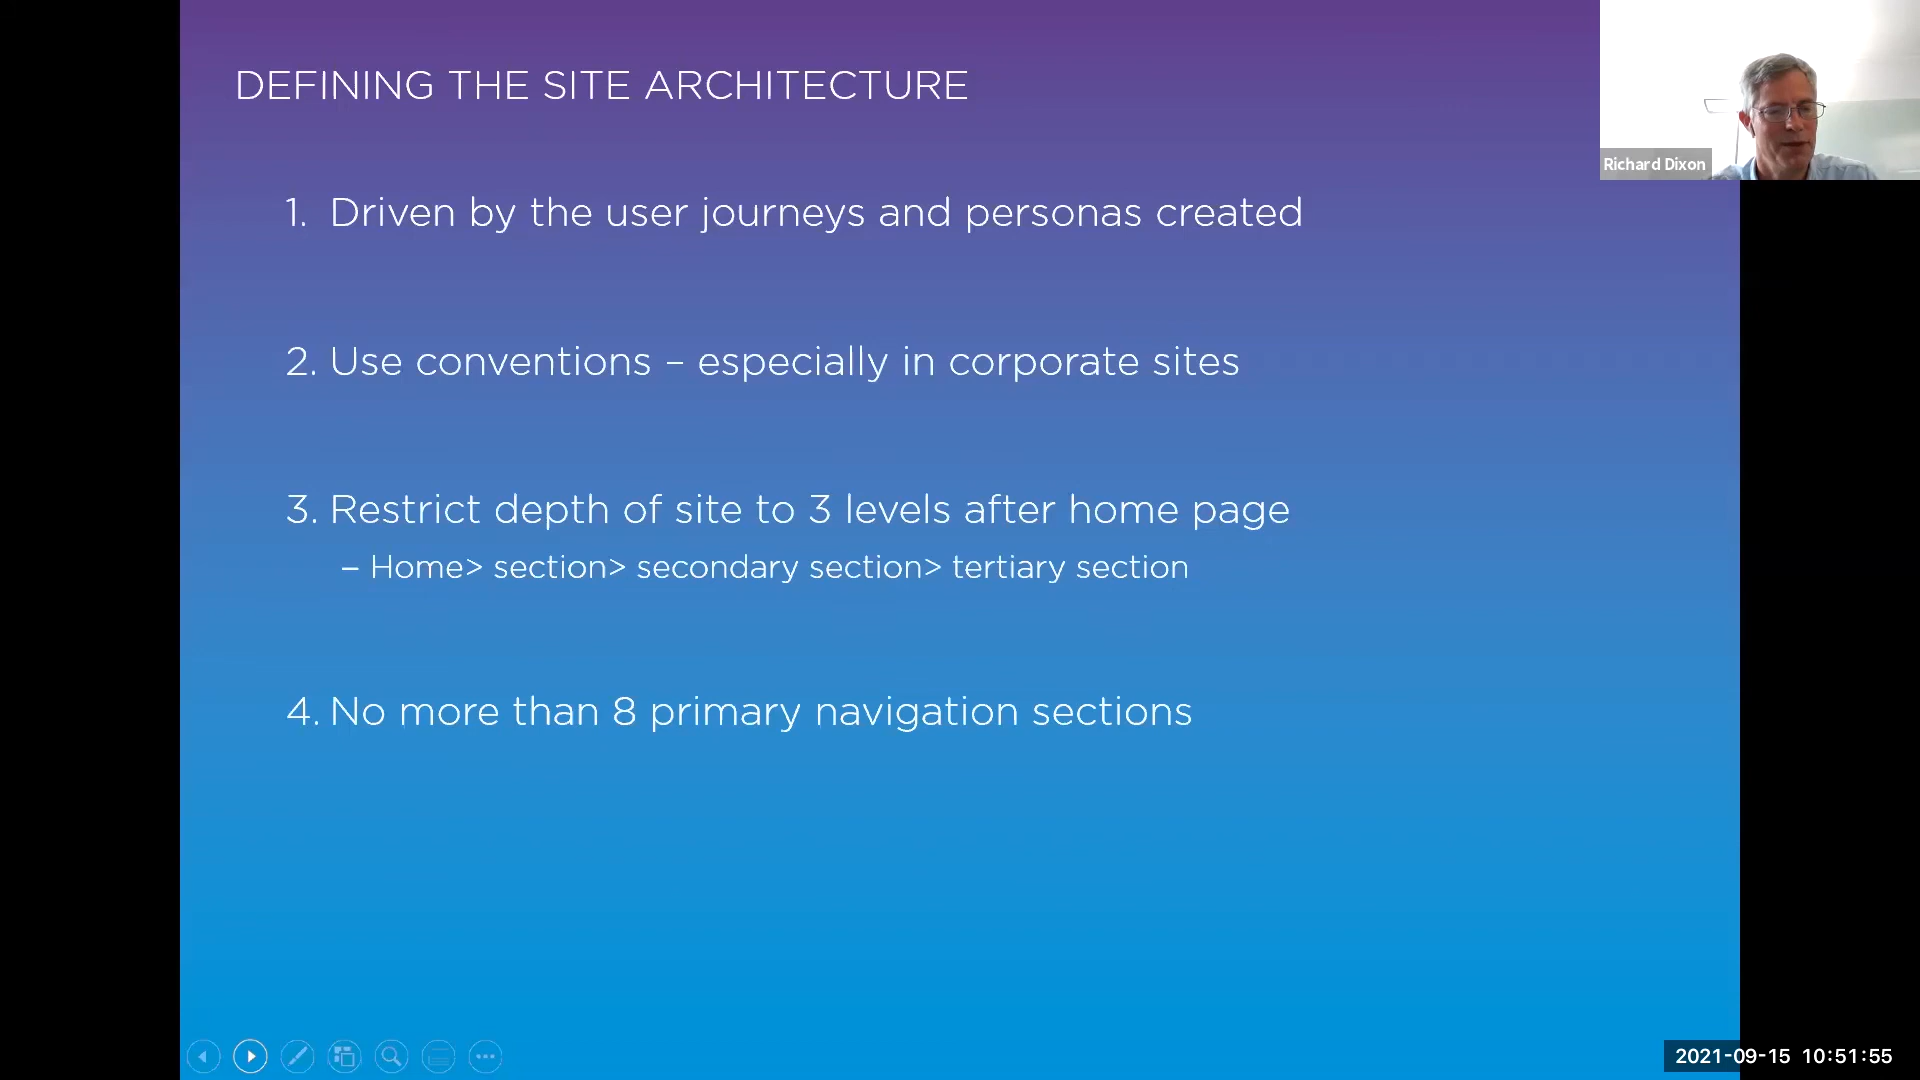 DEFINING THE SITE ARCHITECTURE
Richard Dixon
1. Driven by the user journeys and personas created
2. Use conventions – especially in corporate sites
3. Restrict depth of site to 3 levels after home page
– Home> section> secondary section> tertiary section
4. No more than 8 primary navigation sections
2021-09-15 10:51:55